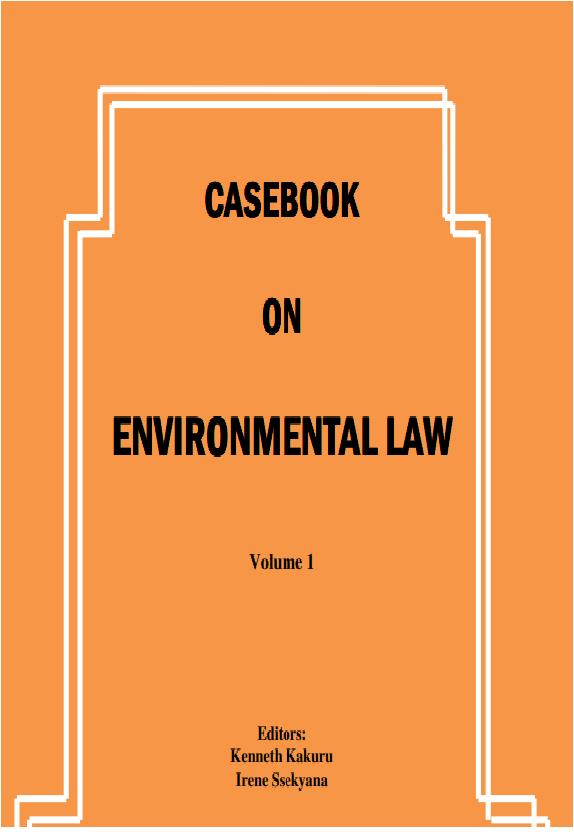 CASEBOOK
ON
ENVIRONMENTAL LAW
Volume 1
Editors:
Kenneth Kakuru
Irene Ssekyana